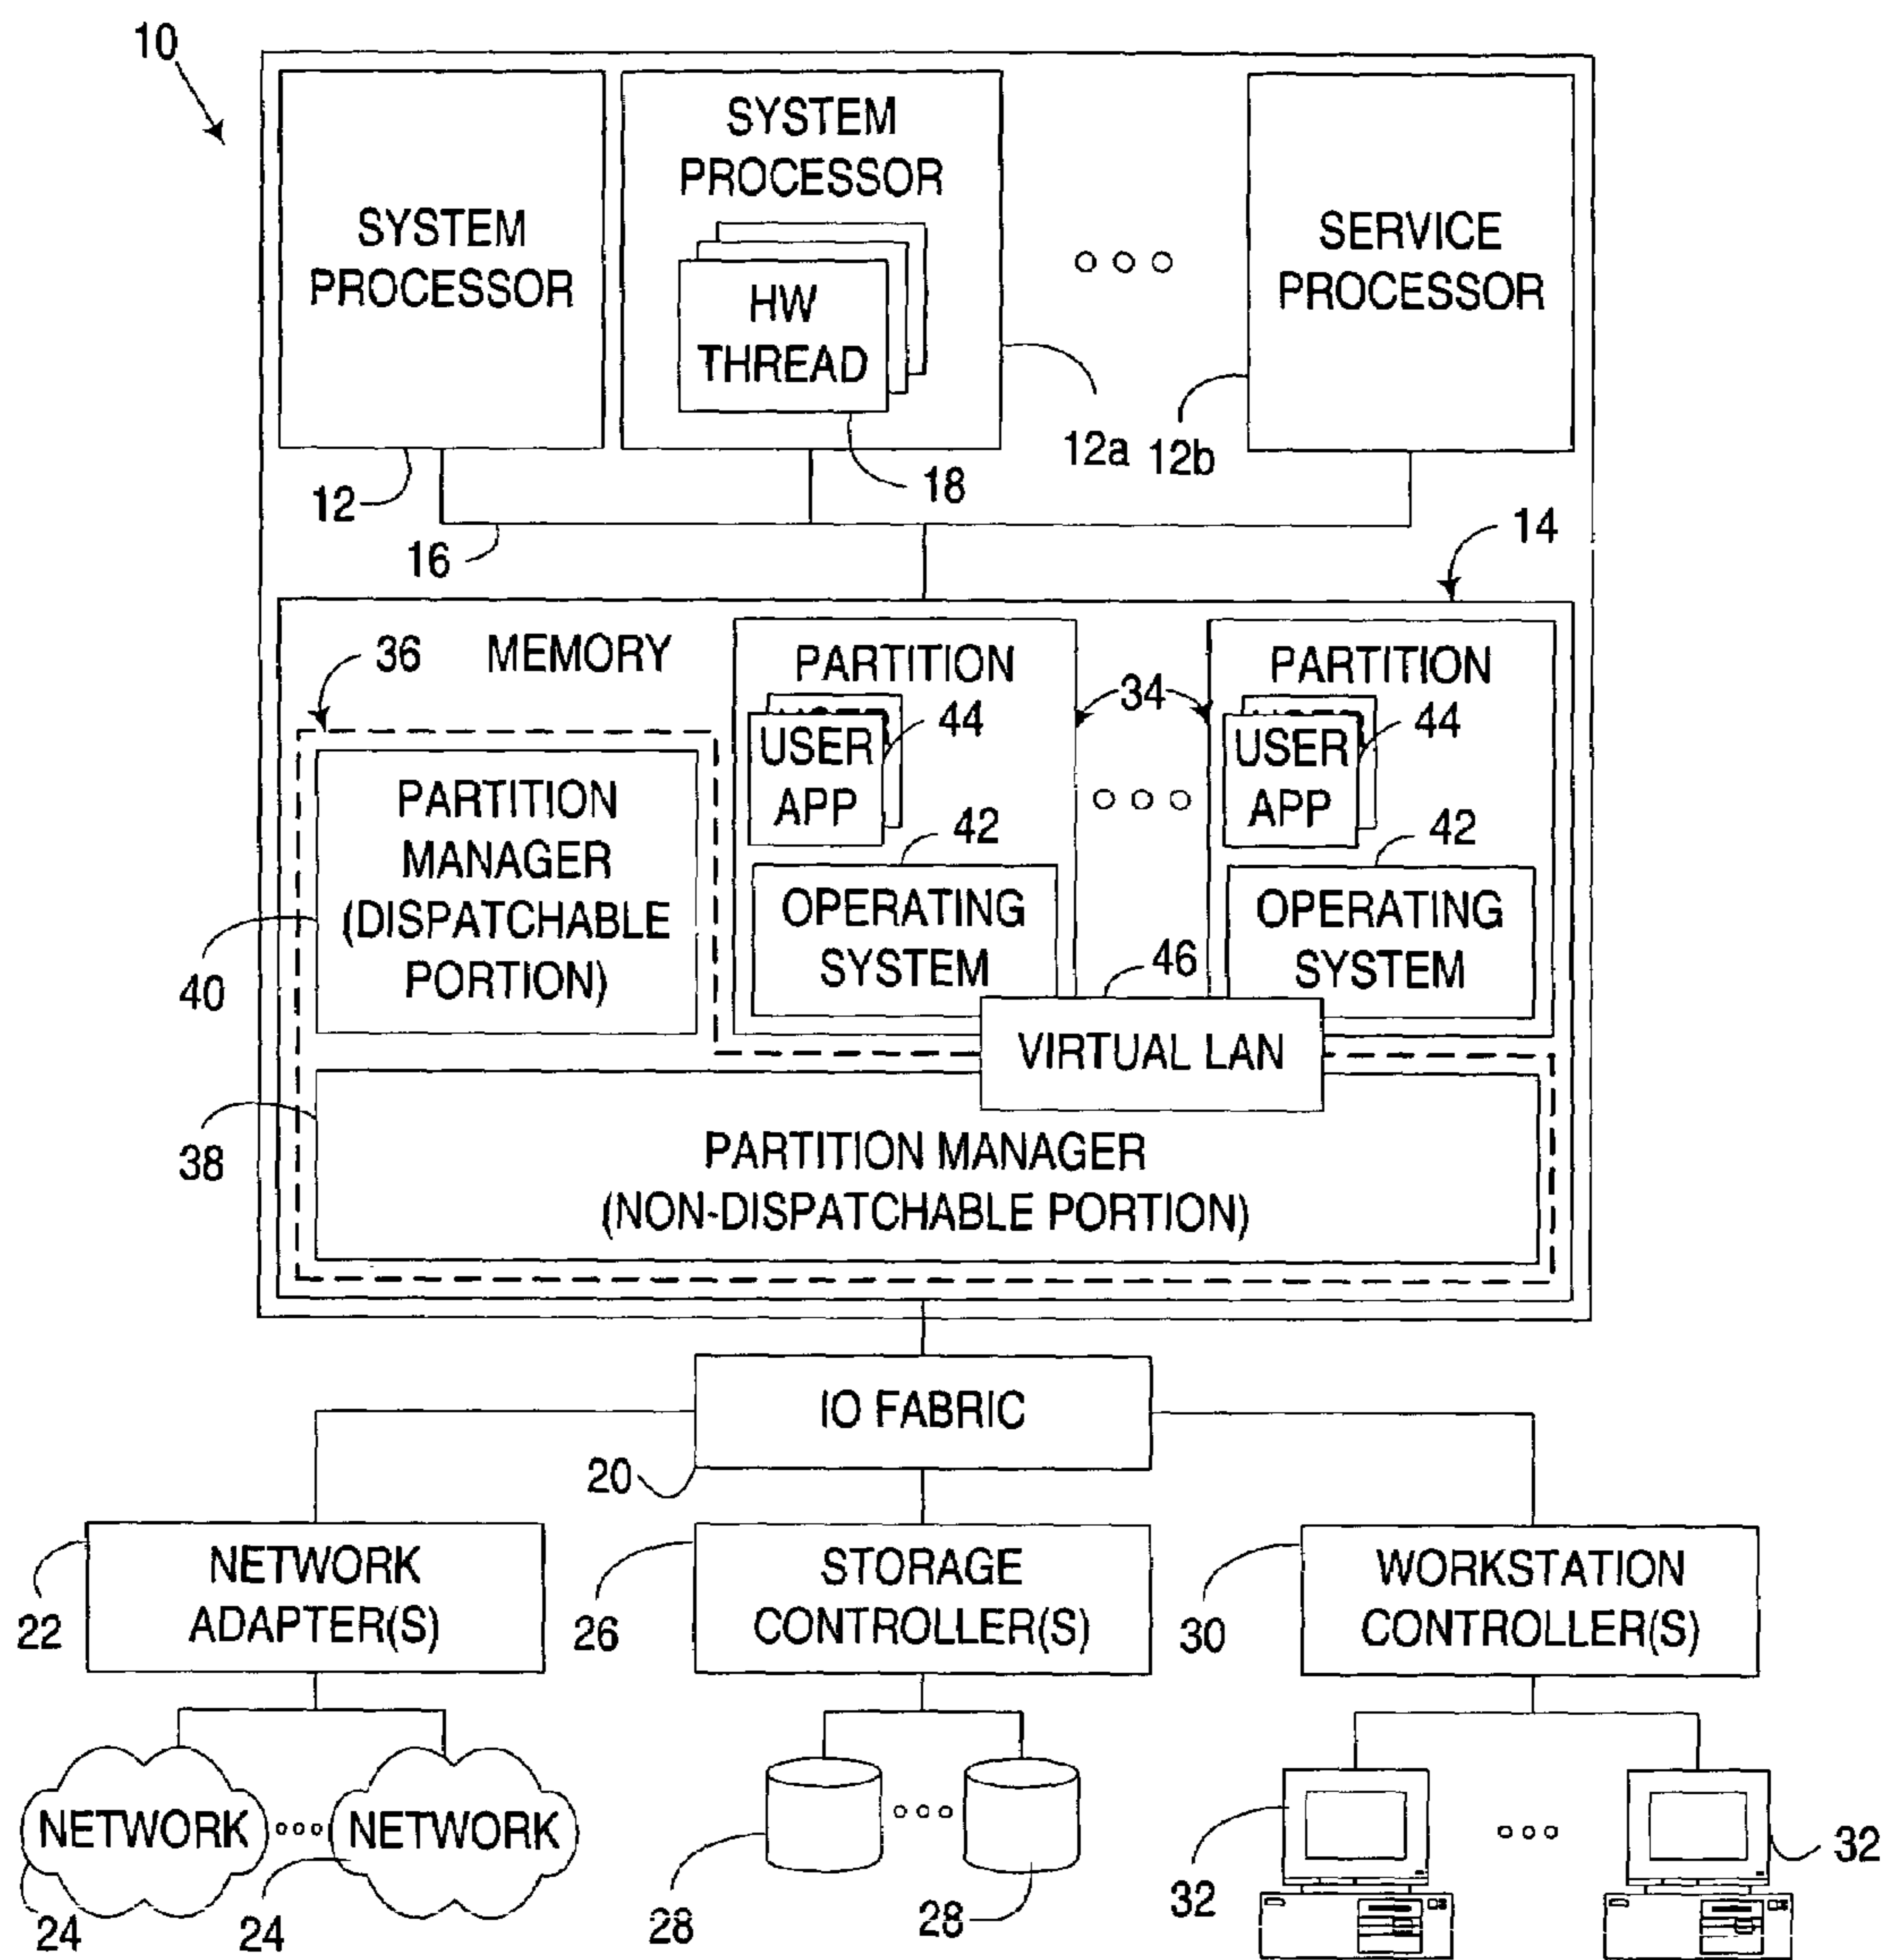 10
SYSTEM
PROCESSOR
SYSTEM
PROCESSOR
HW
THREAD
SERVICE
PROCESSOR
12
18
12a
12b
16
14
36
MEMORY
PARTITION
34
PARTITION
USER
APP
44
USER
APP
44
PARTITION
MANAGER
(DISPATCHABLE
PORTION)
40
42
OPERATING
SYSTEM
42
OPERATING
SYSTEM
46
VIRTUAL LAN
38
PARTITION MANAGER
(NON-DISPATCHABLE PORTION)
IO FABRIC
20
22
NETWORK
ADAPTER(S)
26
STORAGE
CONTROLLER(S)
30
WORKSTATION
CONTROLLER(S)
NETWORK
NETWORK
24
24
28
28
32
32